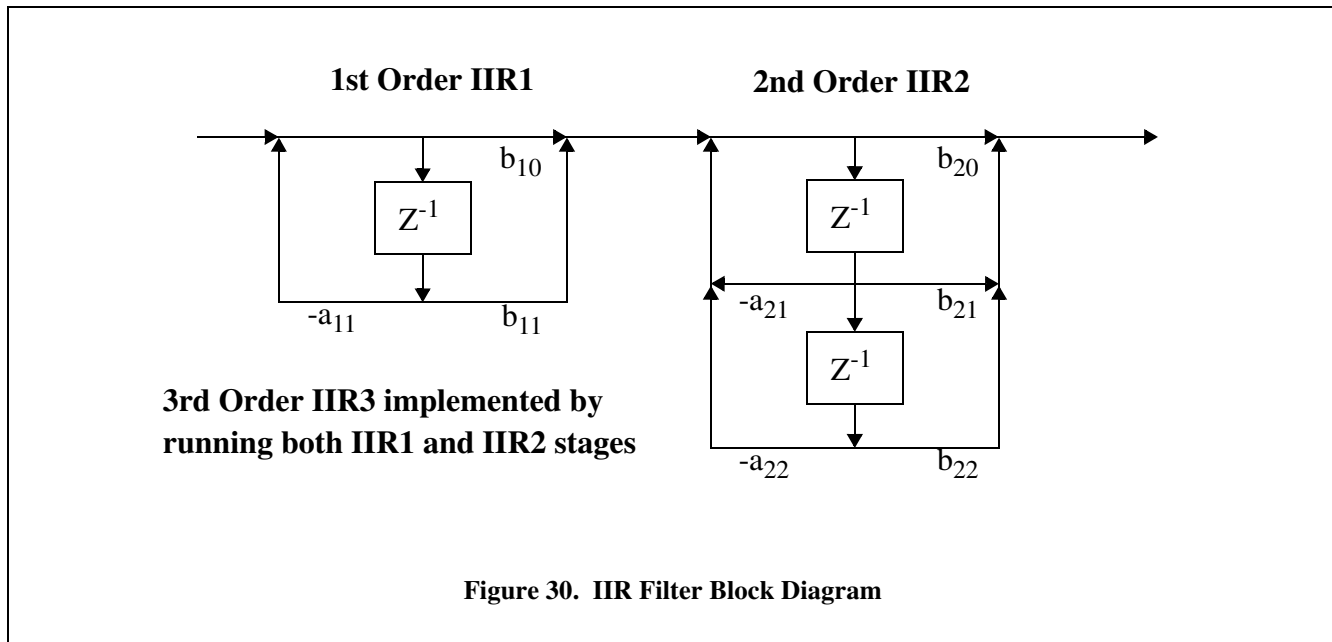 1st Order IIR1
2nd Order IIR2
b10
b20
Z-1
Z-1
-a11
b11
-a21
b21
Z-1
3rd Order IIR3 implemented by
running both IIR1 and IIR2 stages
-a22
b22
Figure 30. IIR Filter Block Diagram